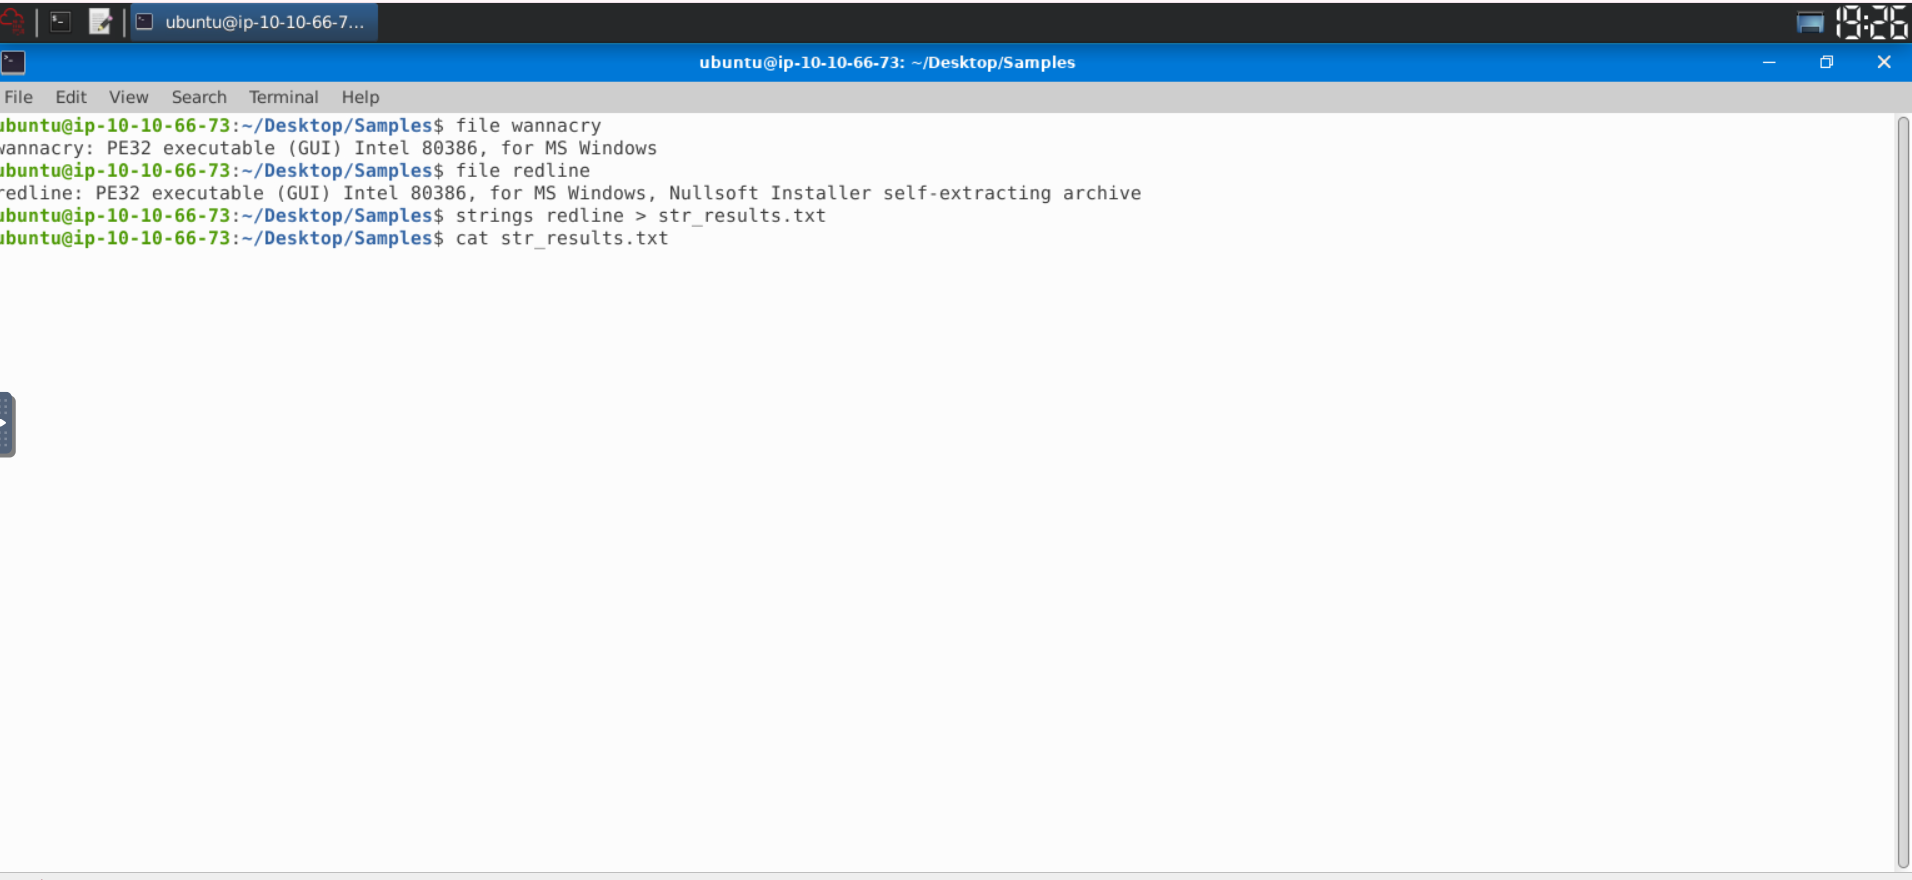 ubuntu@ip-10-10-66-7...
19:26
ubuntu@ip-10-10-66-73: ~/Desktop/Samples
File Edit View Search Terminal Help
ubuntu@ip-10-10-66-73:~/Desktop/Samples$ file wannacry
wannacry: PE32 executable (GUI) Intel 80386, for MS Windows
ubuntu@ip-10-10-66-73:~/Desktop/Samples$ file redline
redline: PE32 executable (GUI) Intel 80386, for MS Windows, Nullsoft Installer self-extracting archive
ubuntu@ip-10-10-66-73:~/Desktop/Samples$ strings redline > str_results.txt
ubuntu@ip-10-10-66-73:~/Desktop/Samples$ cat str_results.txt